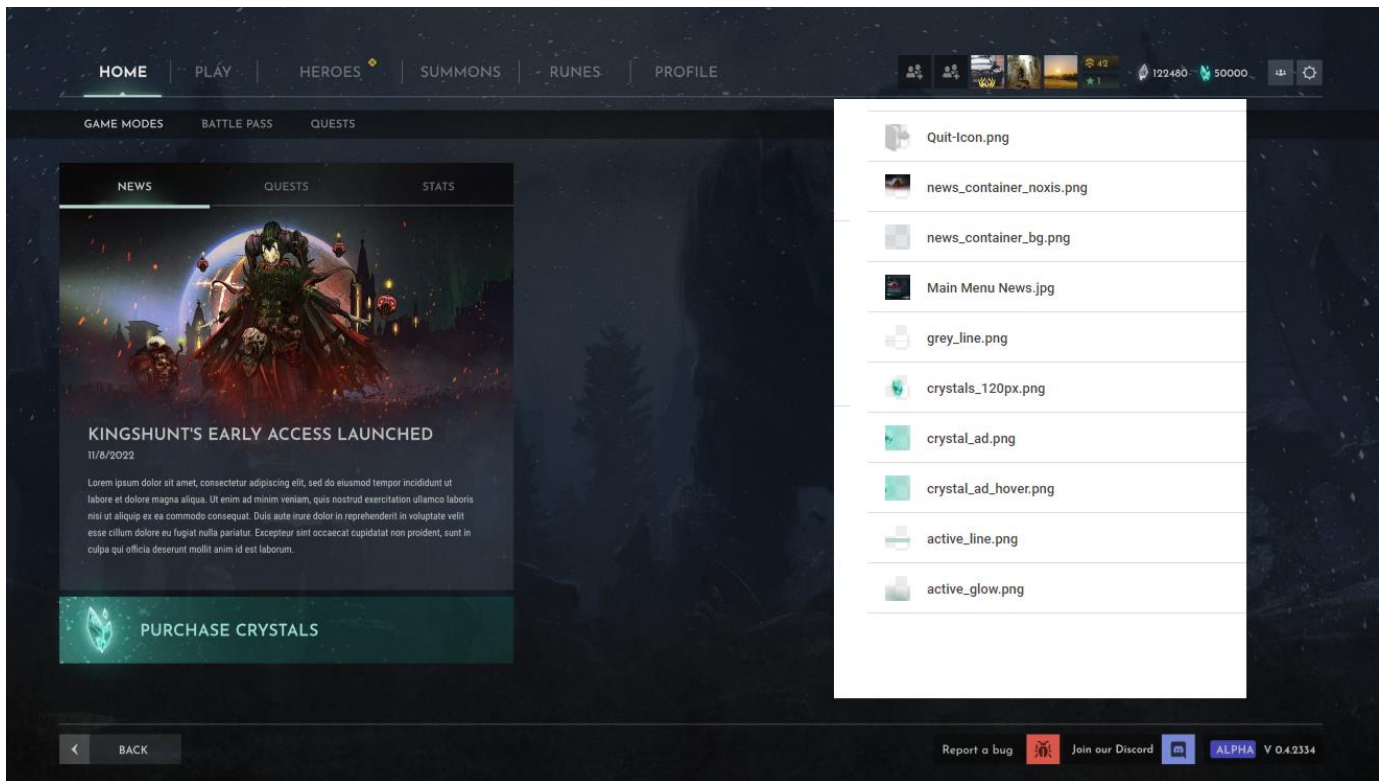 HOME
PLAY
HEROES
SUMMONS
RUNES
PROFILE
42
1
122480
50000
GAME MODES
BATTLE PASS
QUESTS
NEWS
QUESTS
STATS
KINGSHUNT'S EARLY ACCESS LAUNCHED
11/8/2022
Lorem ipsum dolor sit amet, consectetur adipiscing elit, sed do eiusmod tempor incididunt ut
labore et dolore magna aliqua. Ut enim ad minim veniam, quis nostrud exercitation ullamco laboris
nisi ut aliquip ex ea commodo consequat. Duis aute irure dolor in reprehenderit in voluptate velit
esse cillum dolore eu fugiat nulla pariatur. Excepteur sint occaecat cupidatat non proident, sunt in
culpa qui officia deserunt mollit anim id est laborum.
PURCHASE CRYSTALS
Quit-Icon.png
news_container_noxis.png
news_container_bg.png
Main Menu News.jpg
grey_line.png
crystals_120px.png
crystal_ad.png
crystal_ad_hover.png
active_line.png
active_glow.png
BACK
Report a bug
Join our Discord
ALPHA V 0.4.2334